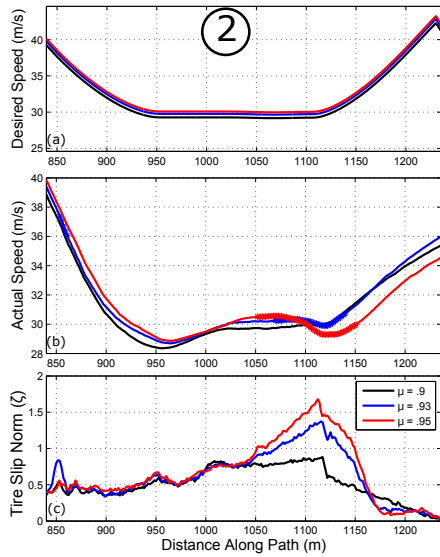 2
Desired Speed (m/s)
40
35
30
25
(a)
850 900 950 1000 1050 1100 1150 1200
Actual Speed (m/s)
40
38
36
34
32
30
28
(b)
850 900 950 1000 1050 1100 1150 1200
Tire Slip Norm (ζ)
2
1.5
1
0.5
0
(c)
μ = .9
μ = .93
μ = .95
850 900 950 1000 1050 1100 1150 1200
Distance Along Path (m)